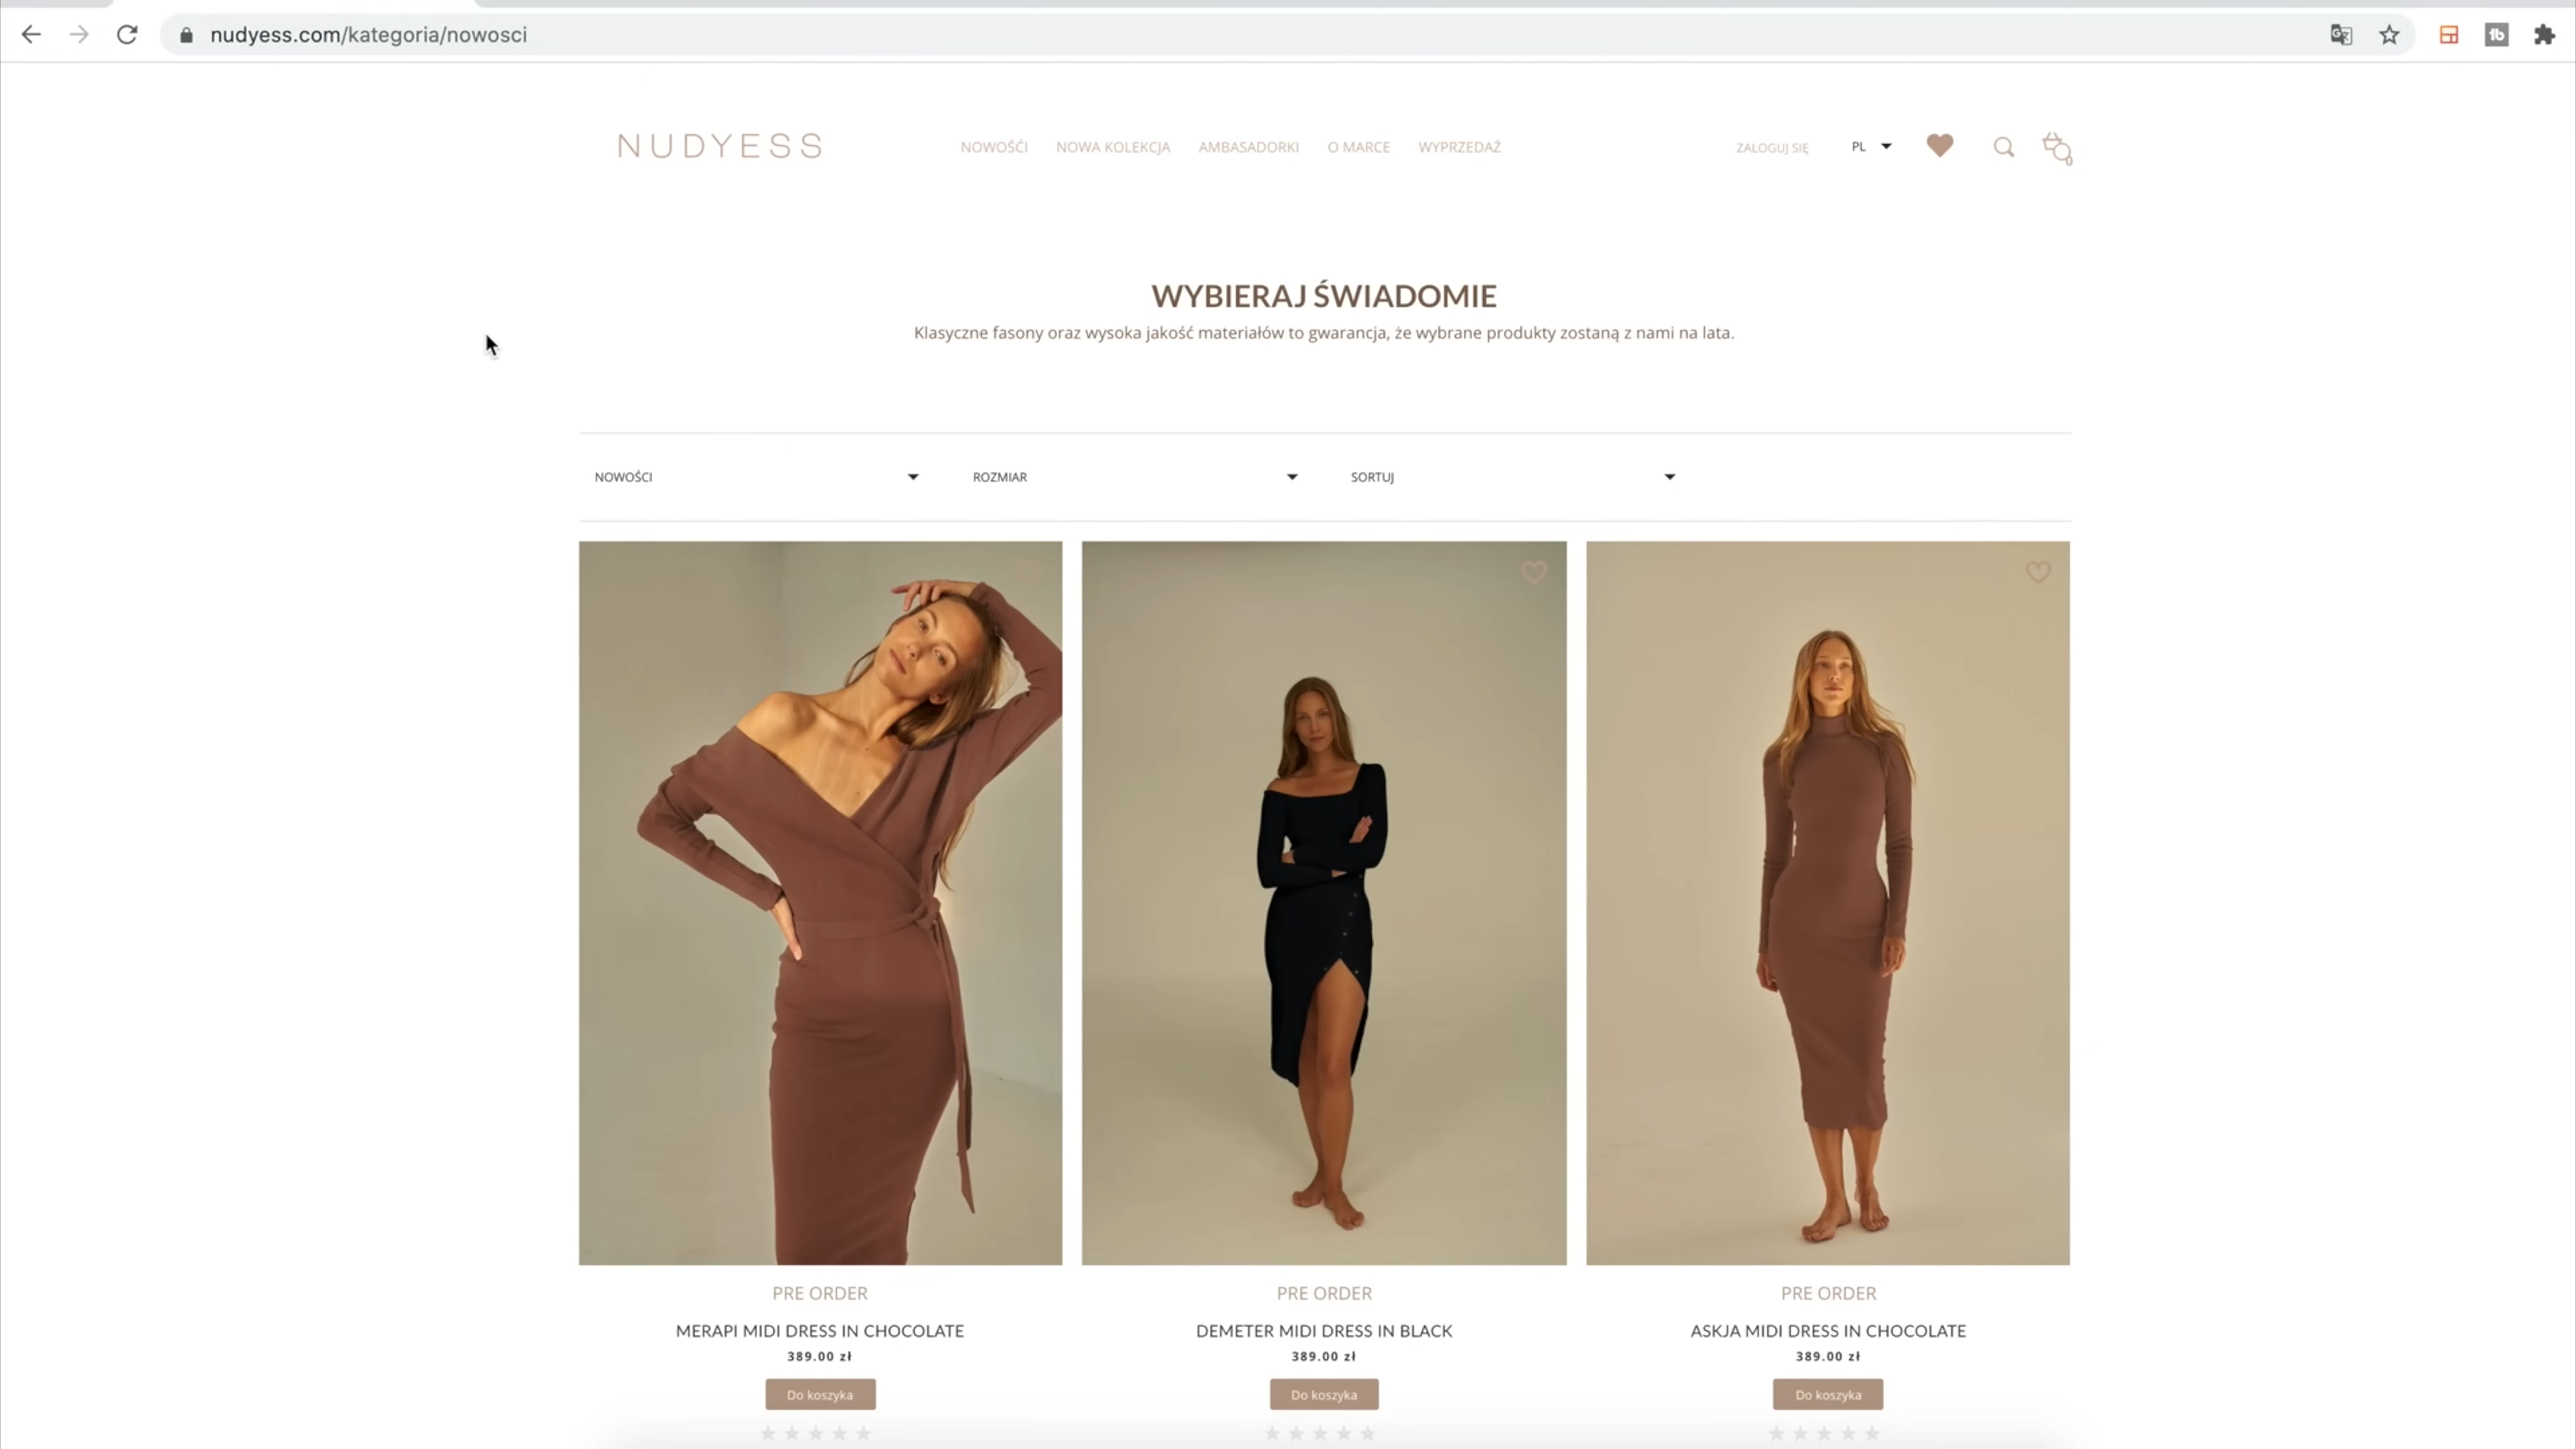 nudyess.com/kategoria/nowosci
NUDYESS
NOWOŚĆI NOWA KOLEKCJA AMBASADORKI O MARCE WYPRZEDAŻ
ZALOGUJ SIĘ PL 0
WYBIERAJ ŚWIADOMIE
Klasyczne fasony oraz wysoka jakość materiałów to gwarancja, że wybrane produkty zostaną z nami na lata.
NOWOŚCI ROZMIAR SORTUJ
PRE ORDER
MERAPI MIDI DRESS IN CHOCOLATE
389.00 zł
Do koszyka
PRE ORDER
DEMETER MIDI DRESS IN BLACK
389.00 zł
Do koszyka
PRE ORDER
ASKJA MIDI DRESS IN CHOCOLATE
389.00 zł
Do koszyka